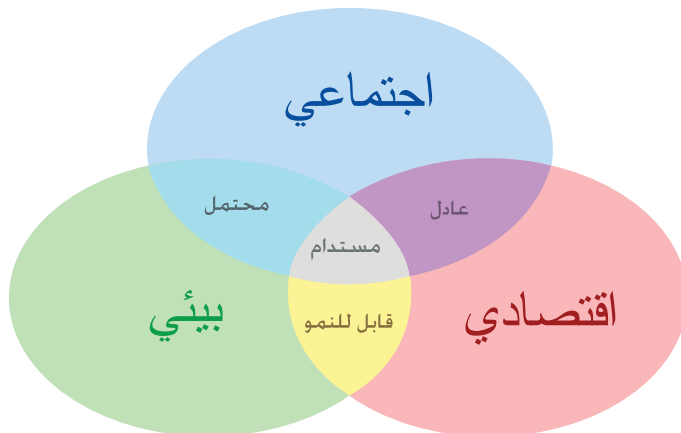 اجتماعي
عادل
محتمل
مستدام
اقتصادي
قابل للنمو
بيئي